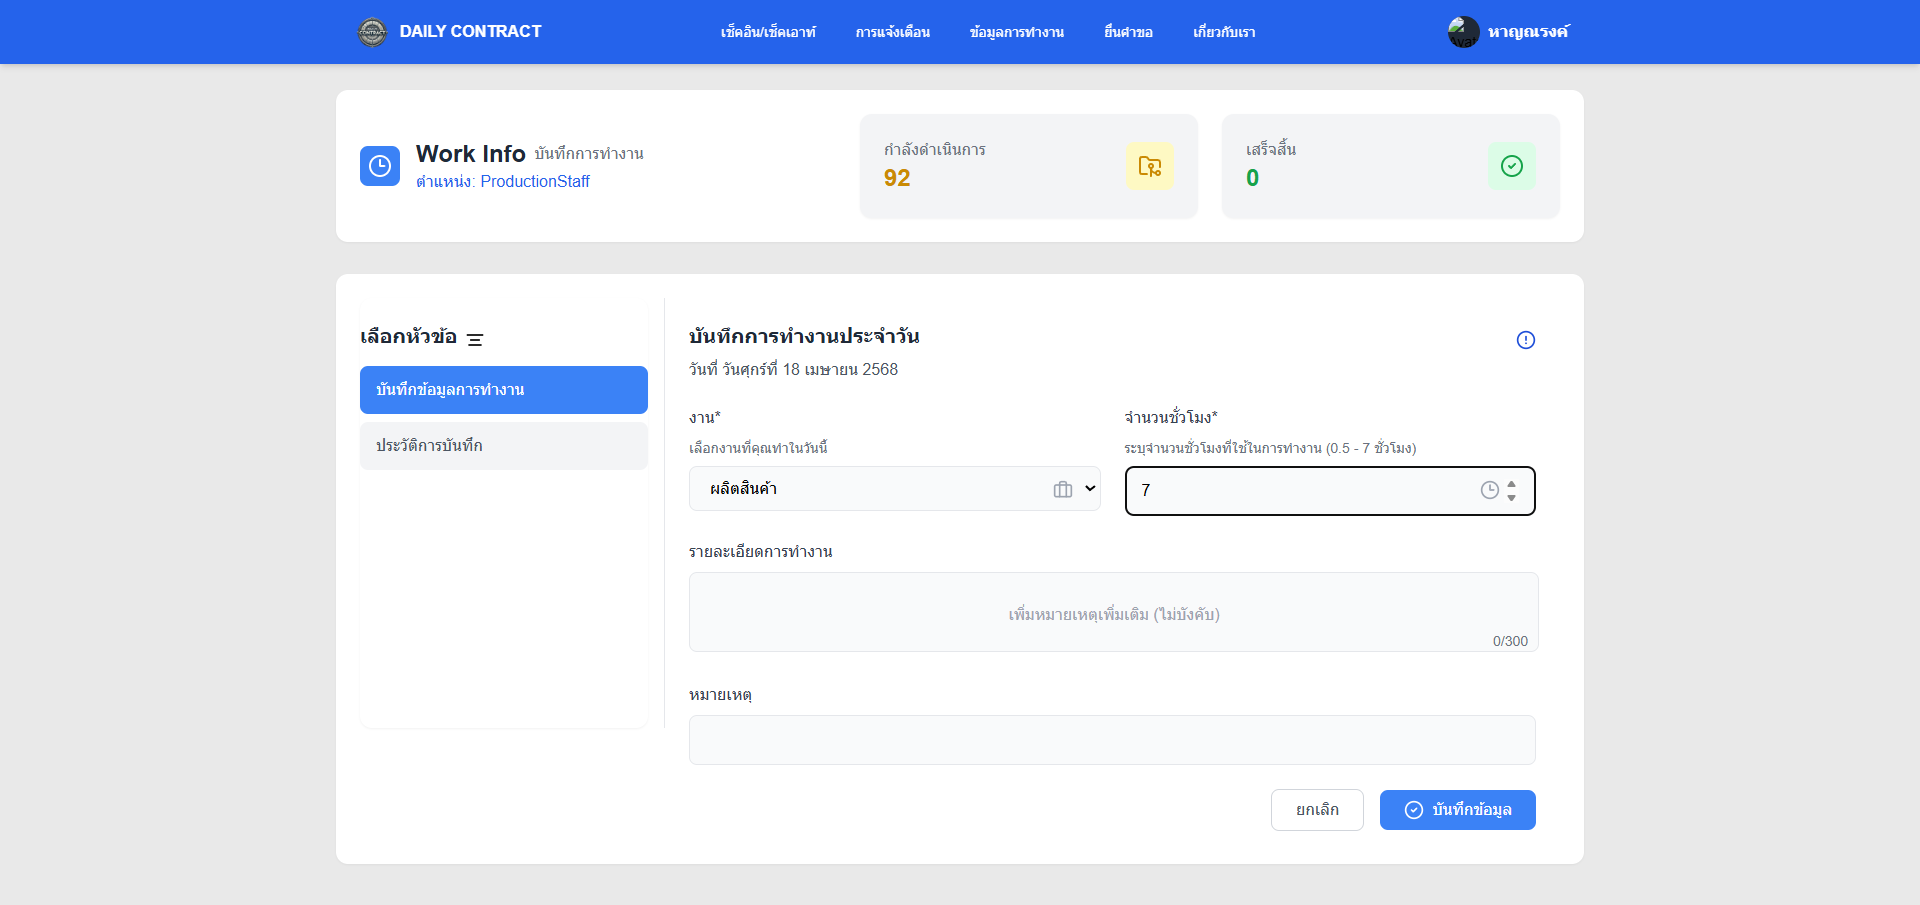 DAILY CONTRACT
เช็คอิน/เช็คเอาท์
การแจ้งเตือน
ข้อมูลการทำงาน
ยื่นคำขอ
เกี่ยวกับเรา
หาญณรงค์
Work Info บันทึกการทำงาน
ตำแหน่ง: ProductionStaff
กำลังดำเนินการ
92
เสร็จสิ้น
0
เลือกหัวข้อ
บันทึกข้อมูลการทำงาน
ประวัติการบันทึก
บันทึกการทำงานประจำวัน
วันที่ วันศุกร์ที่ 18 เมษายน 2568
งาน*
เลือกงานที่คุณทำในวันนี้
ผลิตสินค้า
จำนวนชั่วโมง*
ระบุจำนวนชั่วโมงที่ใช้ในการทำงาน (0.5 - 7 ชั่วโมง)
7
รายละเอียดการทำงาน
เพิ่มหมายเหตุเพิ่มเติม (ไม่บังคับ)
0/300
หมายเหตุ
ยกเลิก
บันทึกข้อมูล